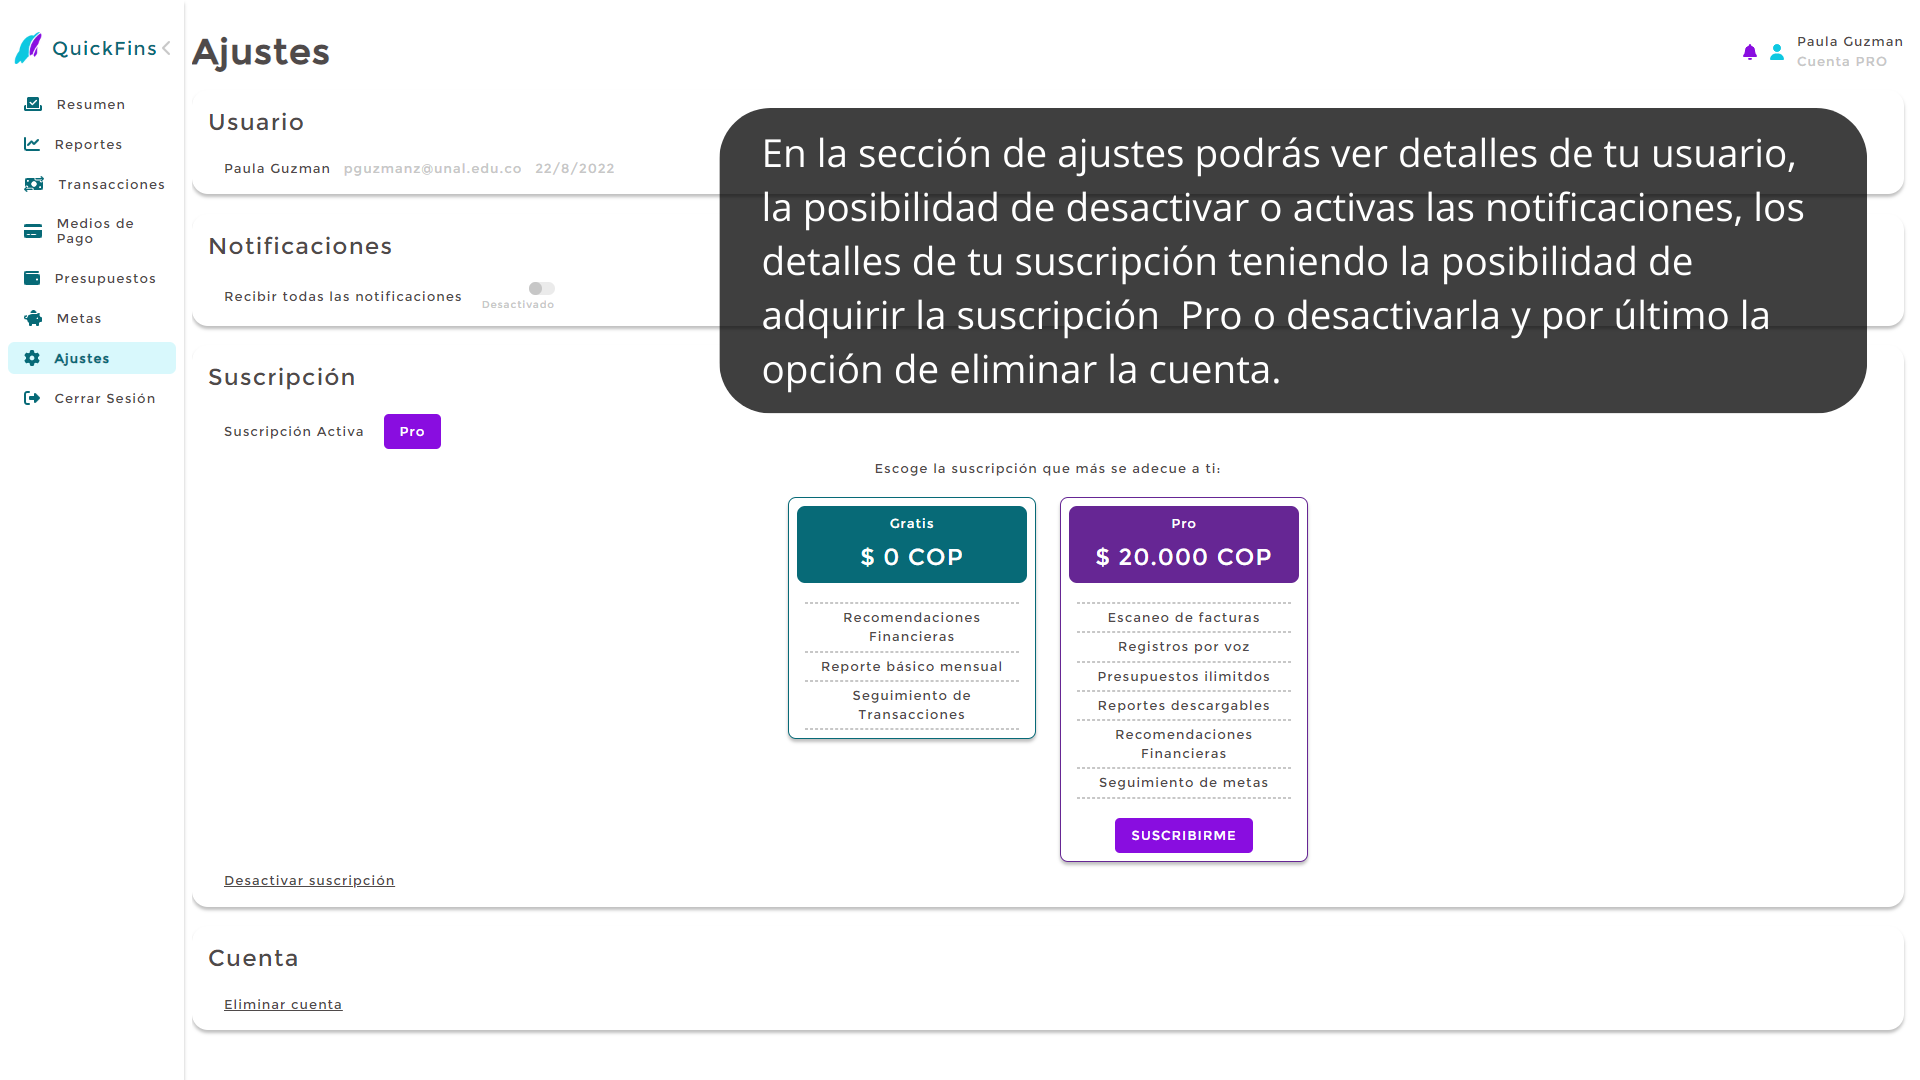 QuickFins
Resumen
Reportes
Transacciones
Medios de
Pago
Presupuestos
Metas
Ajustes
Cerrar Sesión
Ajustes
Paula Guzman
Cuenta PRO
Usuario
Paula Guzman pguzmanz@unal.edu.co 22/8/2022
En la sección de ajustes podrás ver detalles de tu usuario,
la posibilidad de desactivar o activas las notificaciones, los
detalles de tu suscripción teniendo la posibilidad de
adquirir la suscripción Pro o desactivarla y por último la
opción de eliminar la cuenta.
Notificaciones
Recibir todas las notificaciones
Desactivado
Suscripción
Suscripción Activa Pro
Escoge la suscripción que más se adecue a ti:
Gratis
$ 0 COP
Recomendaciones
Financieras
Reporte básico mensual
Seguimiento de
Transacciones
Pro
$ 20.000 COP
Escaneo de facturas
Registros por voz
Presupuestos ilimitdos
Reportes descargables
Recomendaciones
Financieras
Seguimiento de metas
SUSCRIBIRME
Desactivar suscripción
Cuenta
Eliminar cuenta